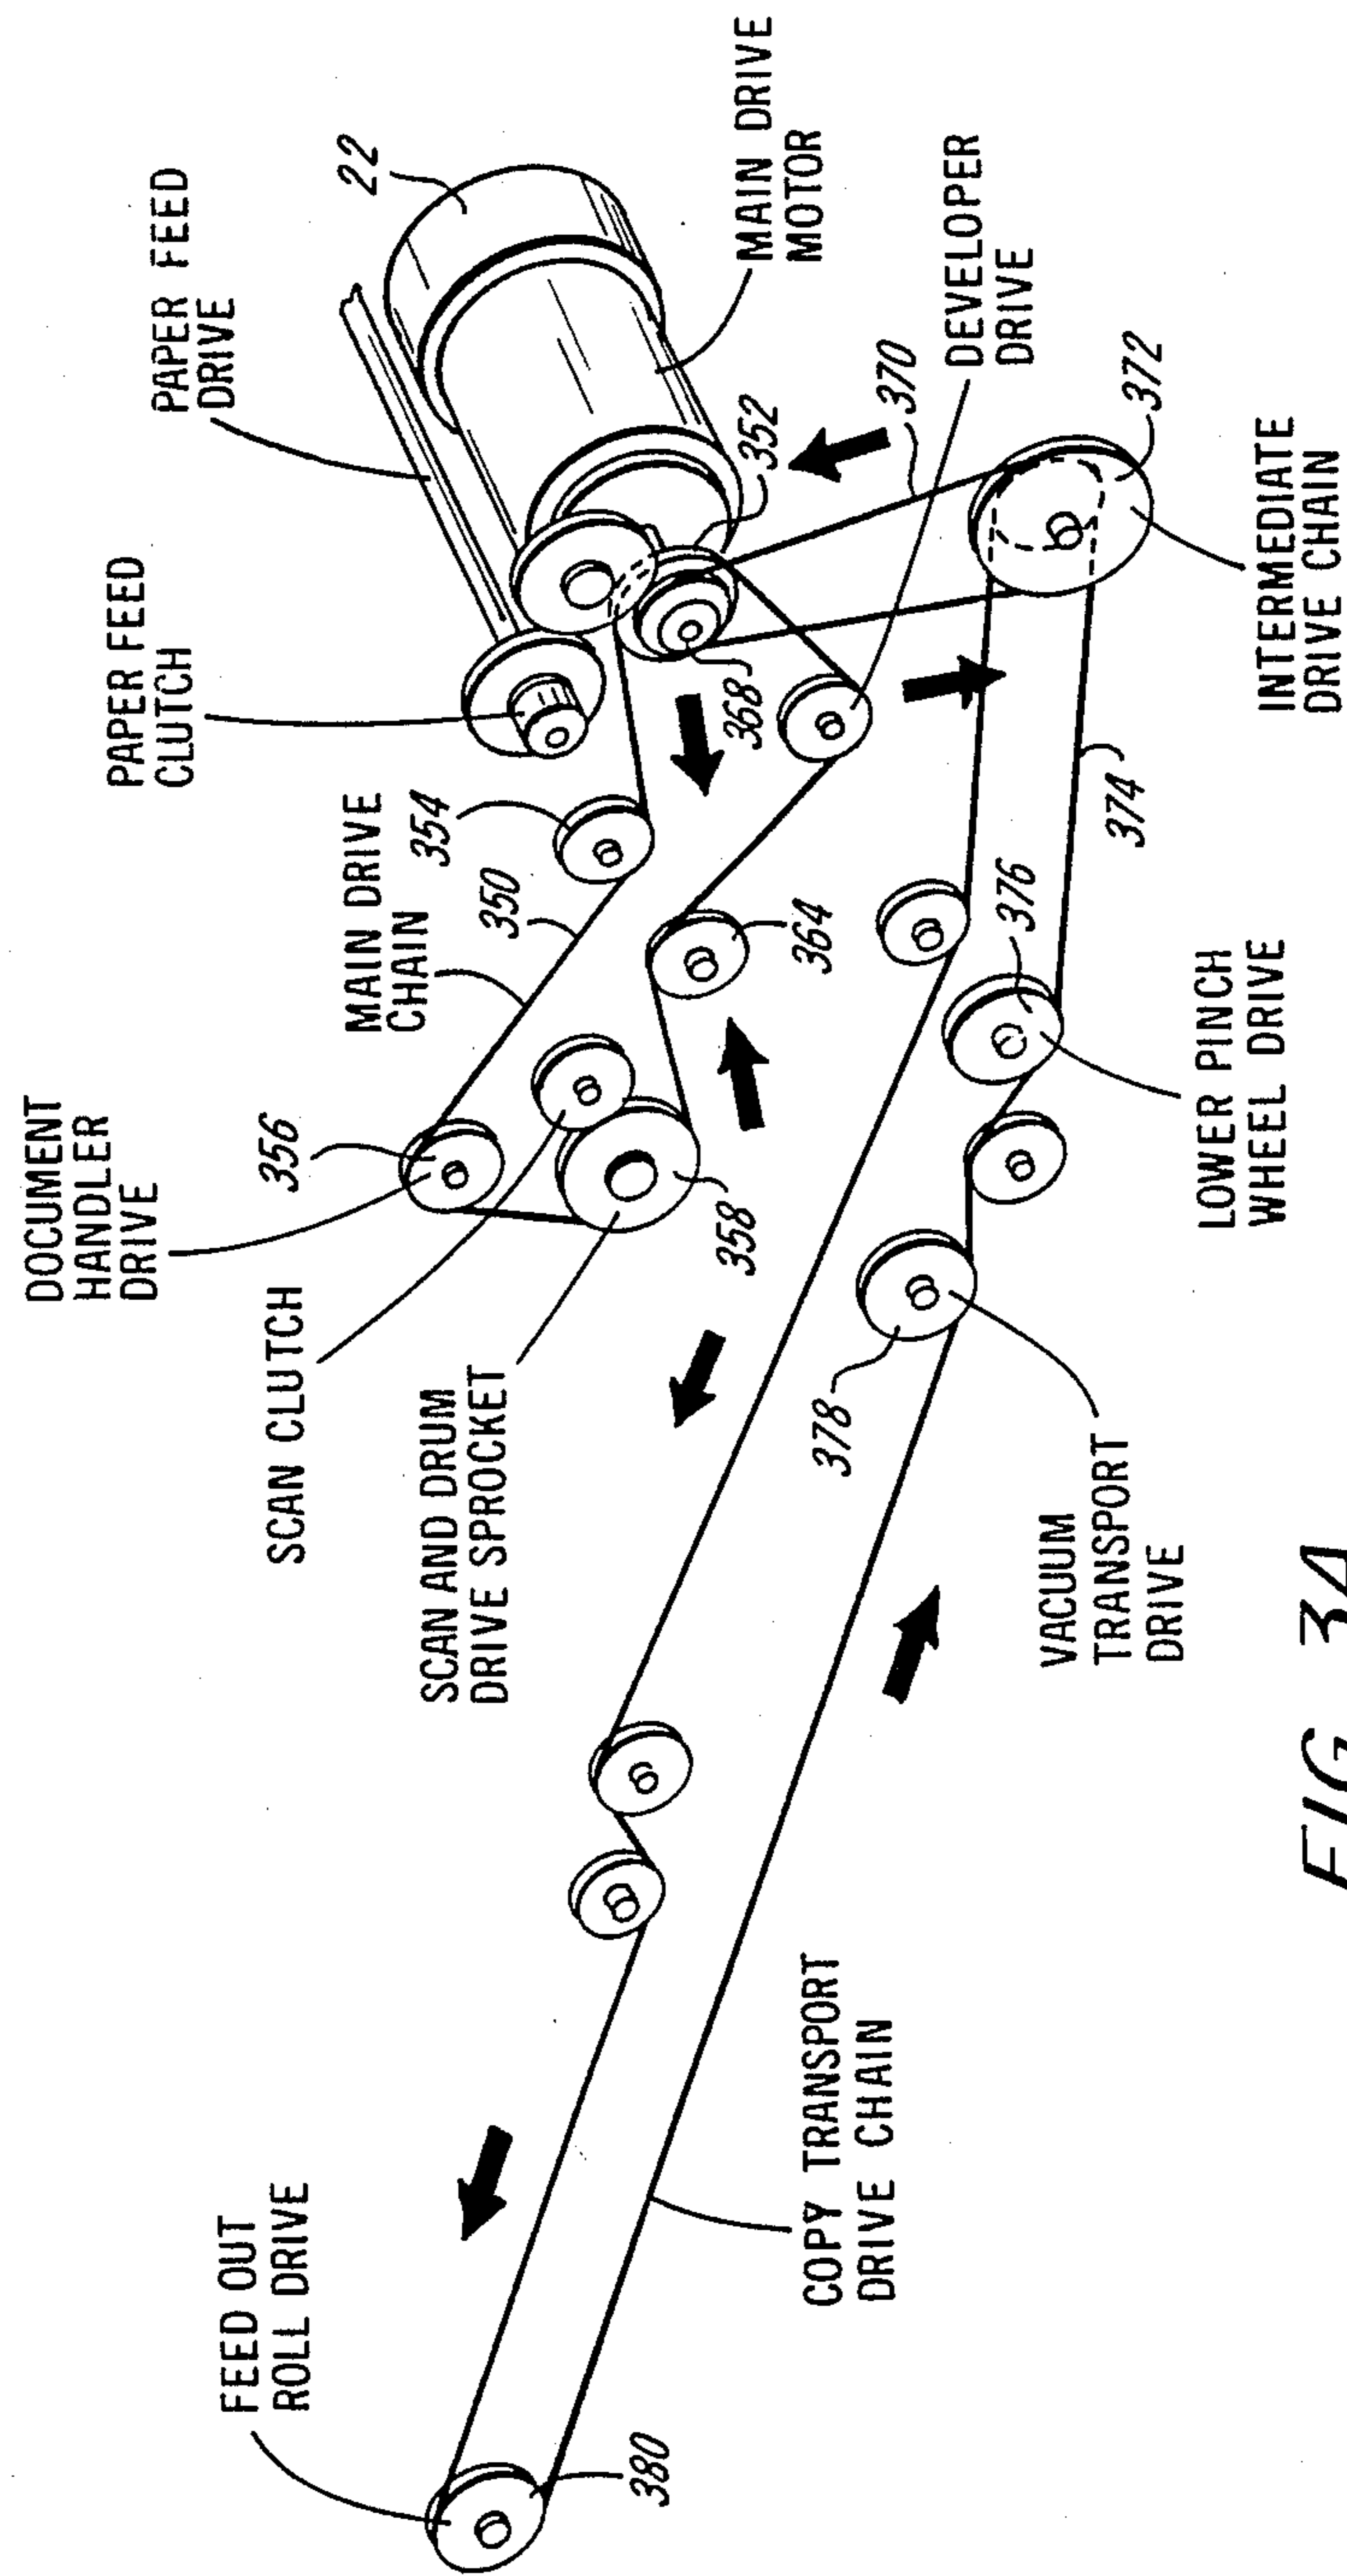 FEED OUT
ROLL DRIVE
380
COPY TRANSPORT
DRIVE CHAIN
DOCUMENT
HANDLER
DRIVE
356
SCAN CLUTCH
SCAN AND DRUM
DRIVE SPROCKET
358
378
VACUUM
TRANSPORT
DRIVE
MAIN DRIVE
CHAIN
350
354
364
376
LOWER PINCH
WHEEL DRIVE
374
PAPER FEED
CLUTCH
PAPER FEED
DRIVE
22
MAIN DRIVE
MOTOR
352
368
370
DEVELOPER
DRIVE
372
INTERMEDIATE
DRIVE CHAIN
FIG. 3A